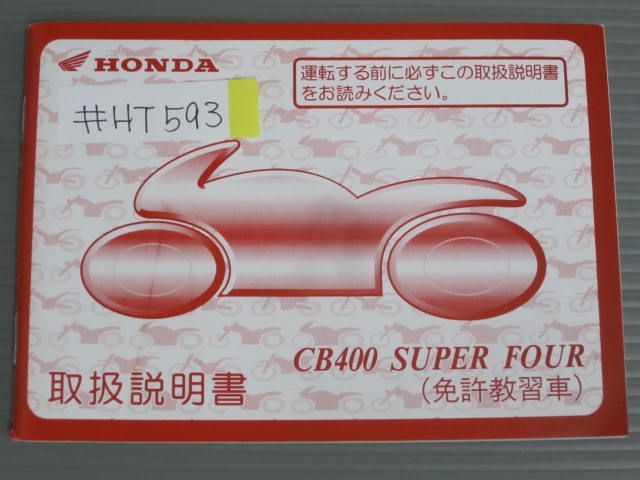 HONDA
運転する前に必ずこの取扱説明書
をお読みください。
#HT593
CB400 SUPER FOUR
取扱説明書
(免許教習車)